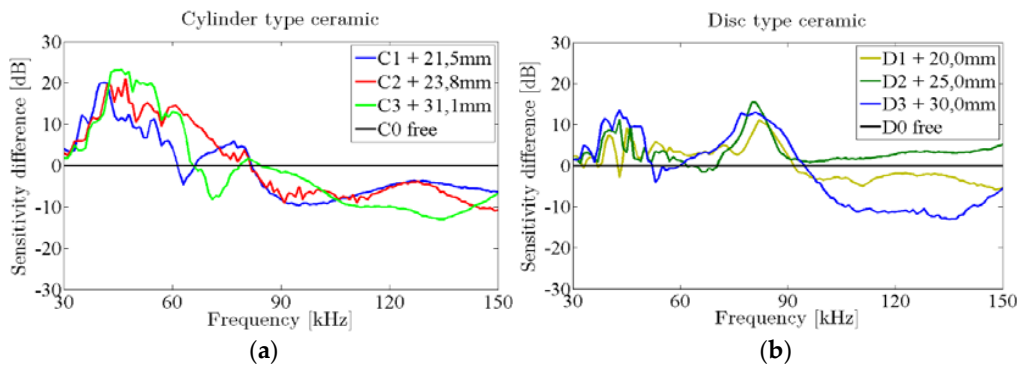 Cylinder type ceramic
Sensitivity difference [dB]
30
20
10
0
-10
-20
-30
30
60
90
120
150
Frequency [kHz]
C1 + 21,5mm
C2 + 23,8mm
C3 + 31,1mm
C0 free
(a)
Disc type ceramic
Sensitivity difference [dB]
30
20
10
0
-10
-20
-30
30
60
90
120
150
Frequency [kHz]
D1 + 20,0mm
D2 + 25,0mm
D3 + 30,0mm
D0 free
(b)